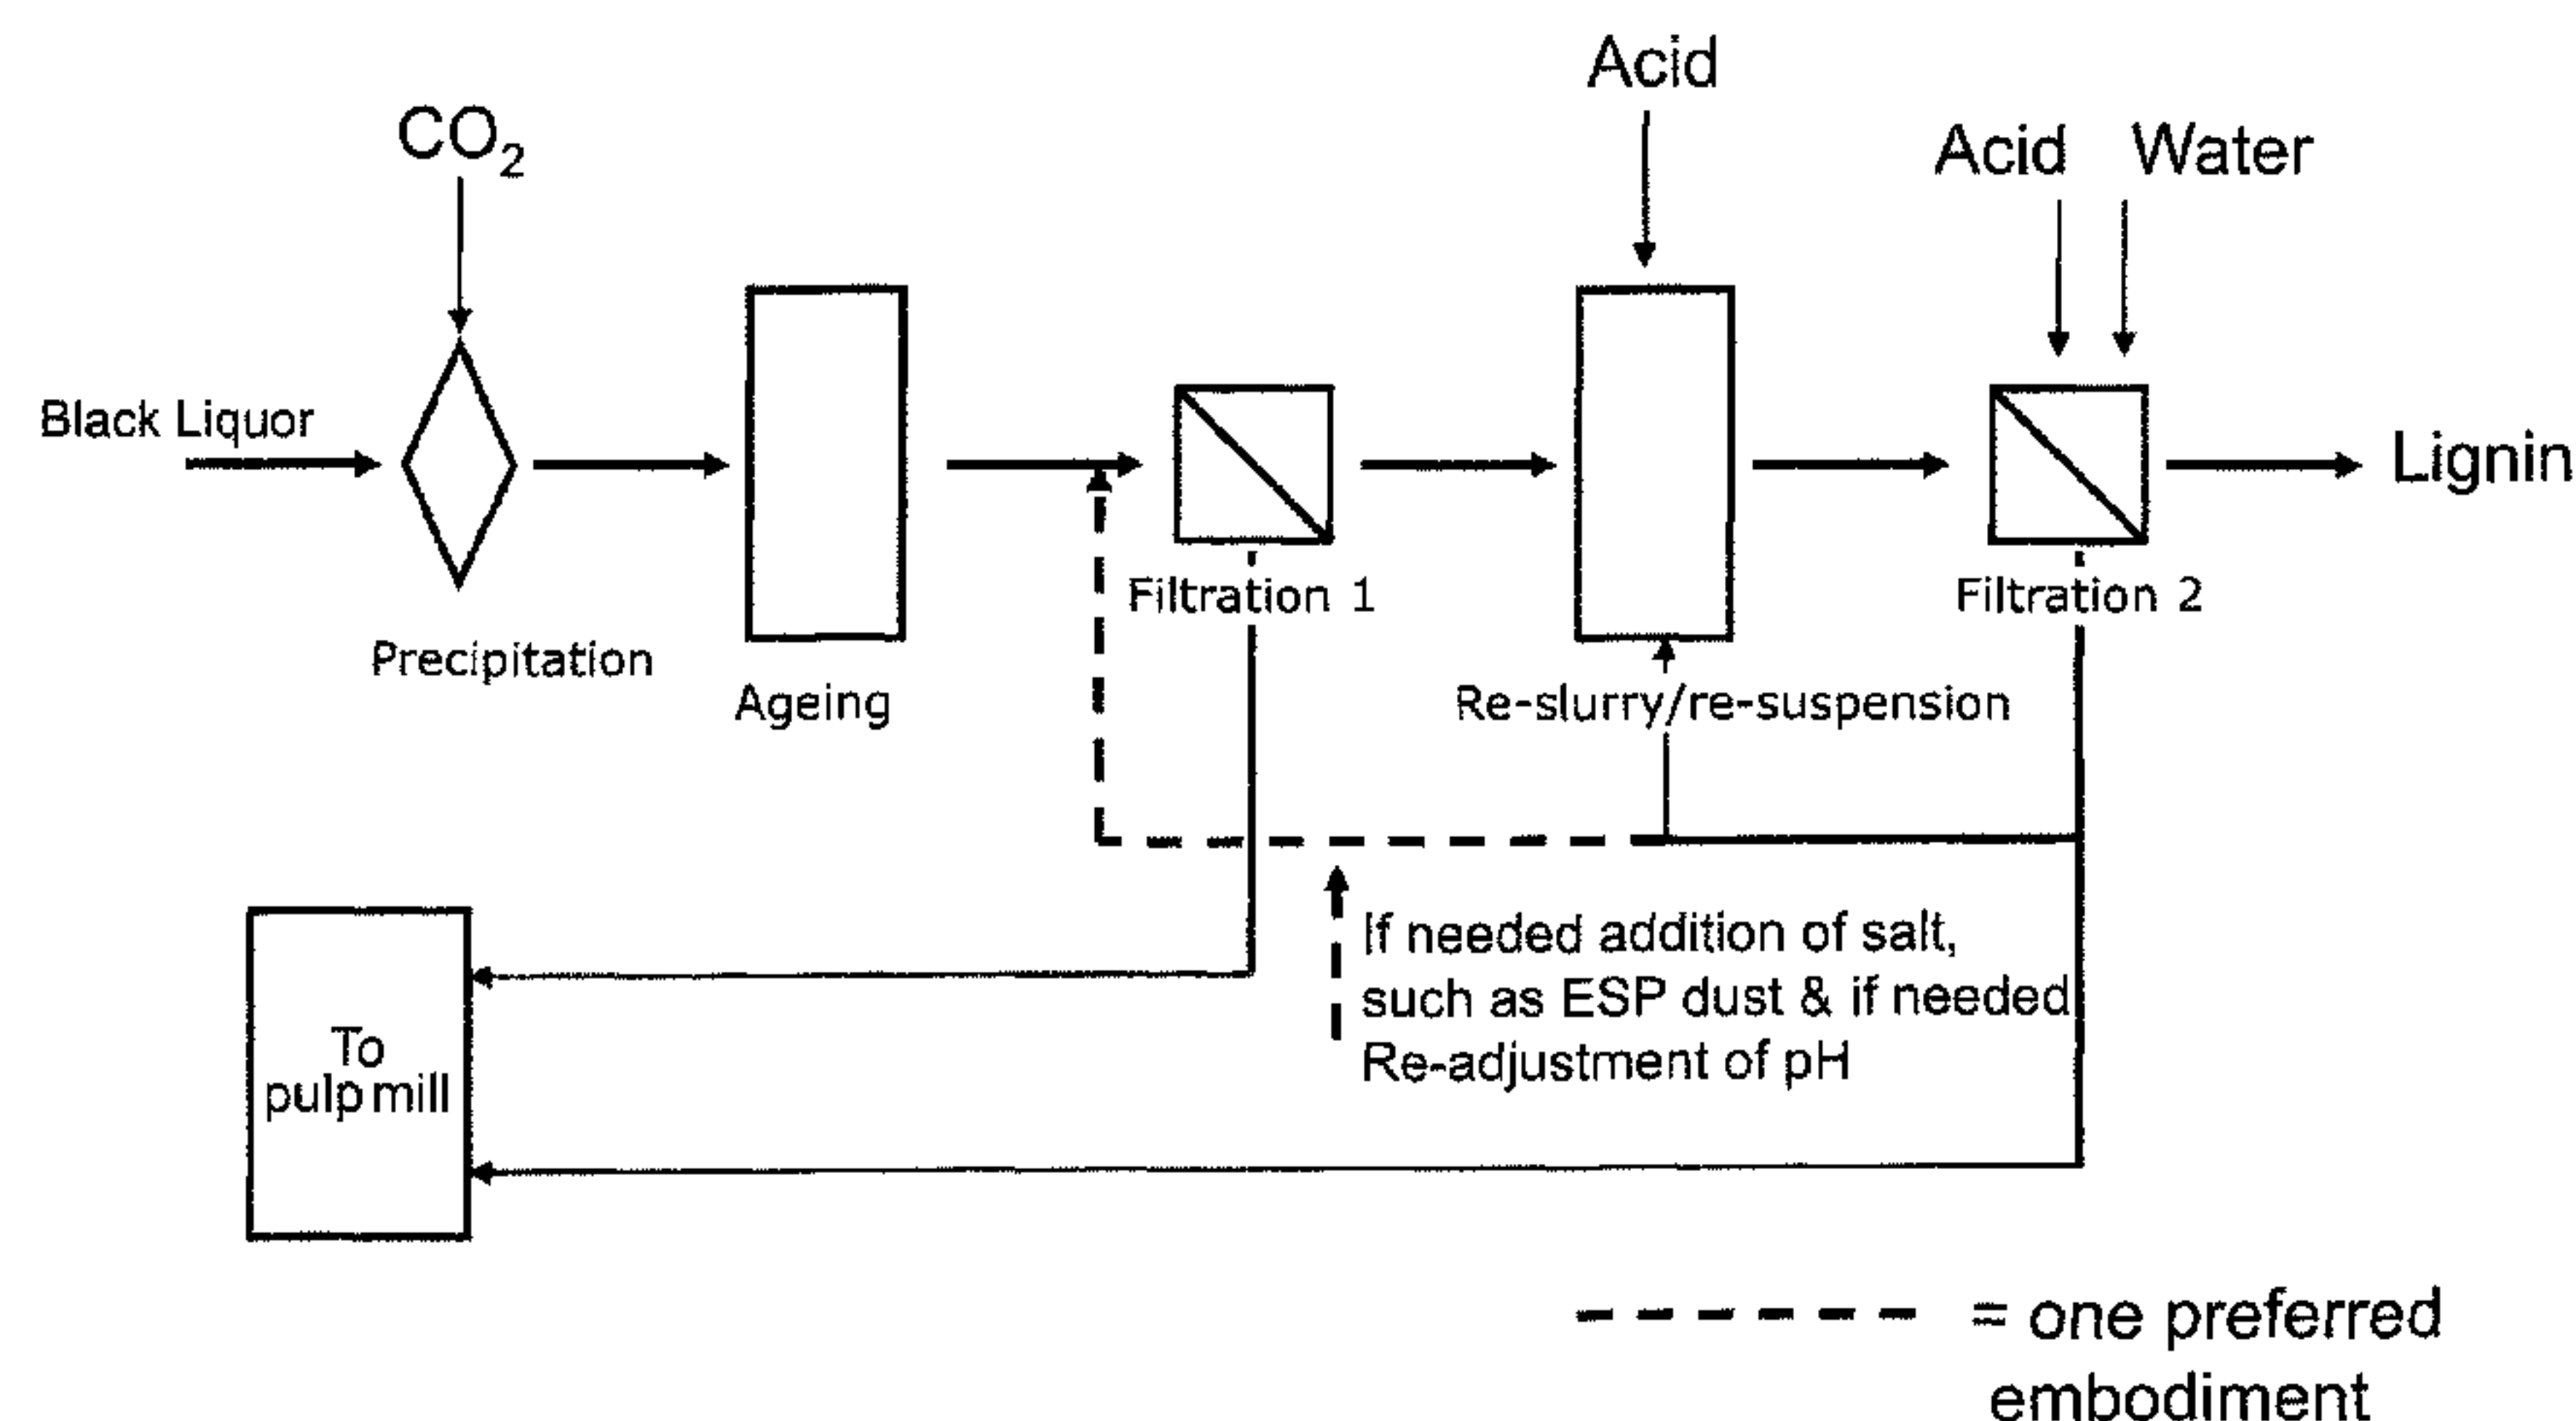 Acid
CO2
Acid Water
Black Liquor
Lignin
Filtration 1
Filtration 2
Precipitation
Ageing
Re-slurry/re-suspension
If needed addition of salt,
such as ESP dust & if needed
Re-adjustment of pH
To
pulp mill
= one preferred
embodiment